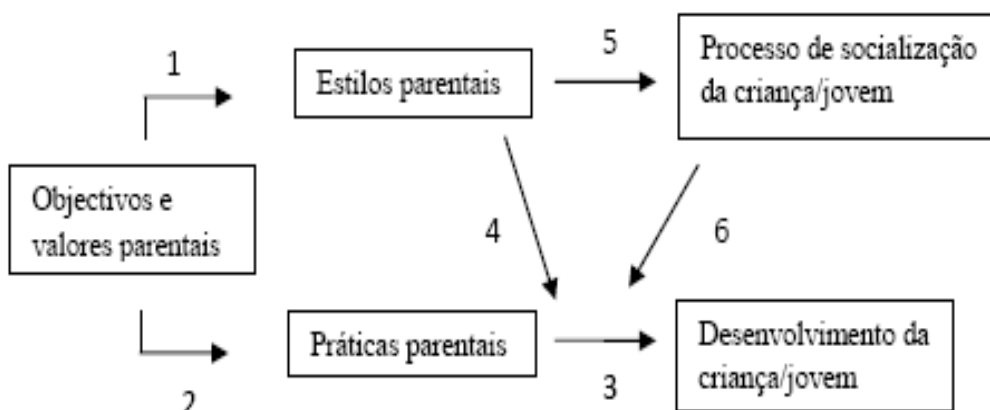 1
5
Estilos parentais
Processo de socialização
da criança/jovem
Objectivos e
valores parentais
4
6
Práticas parentais
Desenvolvimento da
criança/jovem
2
3